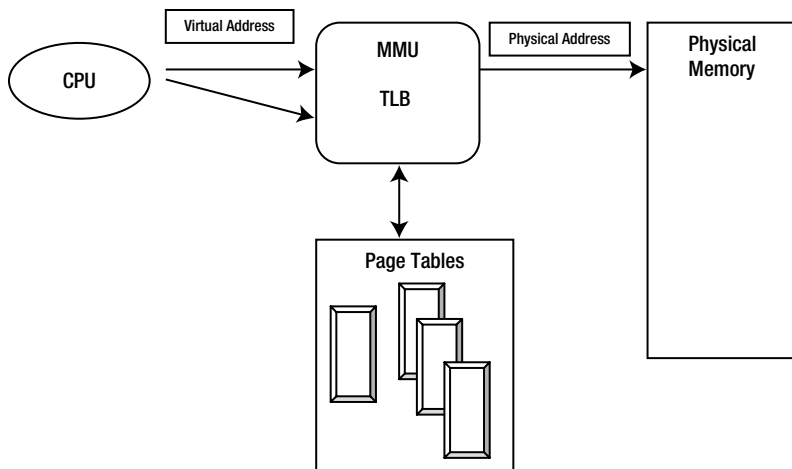 Virtual Address
CPU
MMU
TLB
Physical Address
Physical
Memory
Page Tables